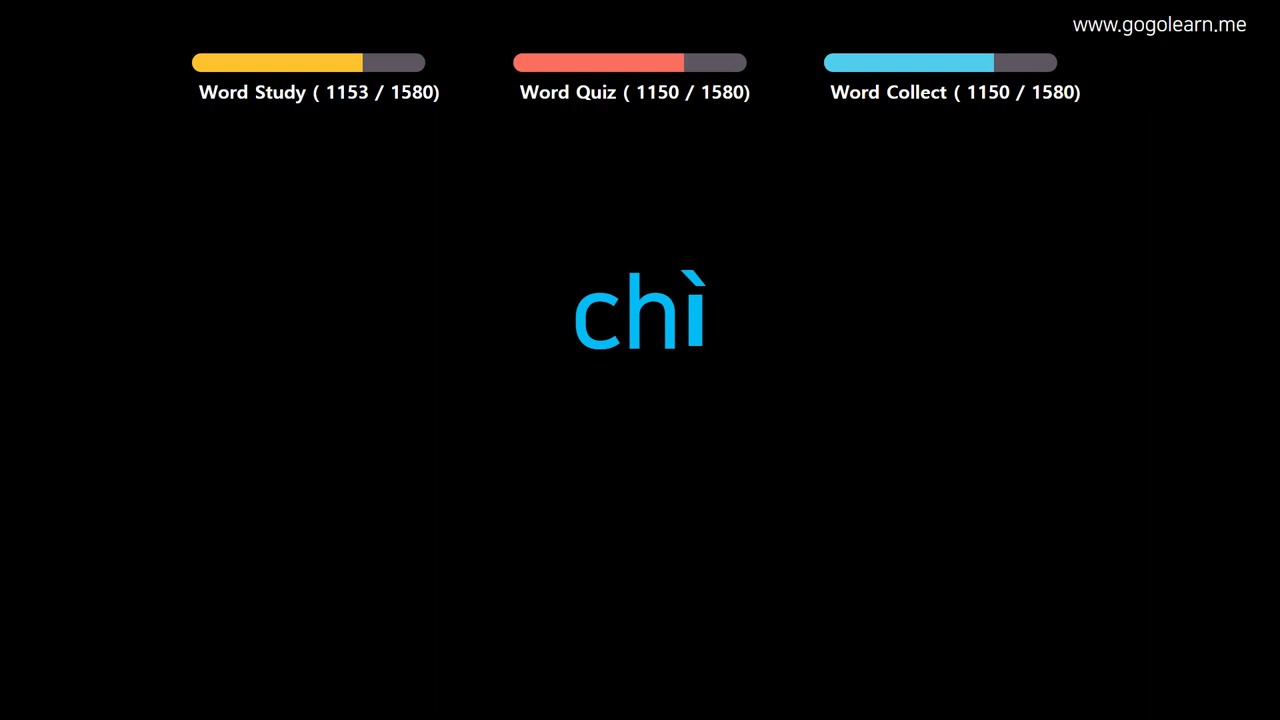 www.gogolearn.me
Word Study ( 1153 / 1580)
Word Quiz ( 1150 / 1580)
Word Collect ( 1150 / 1580)
chì